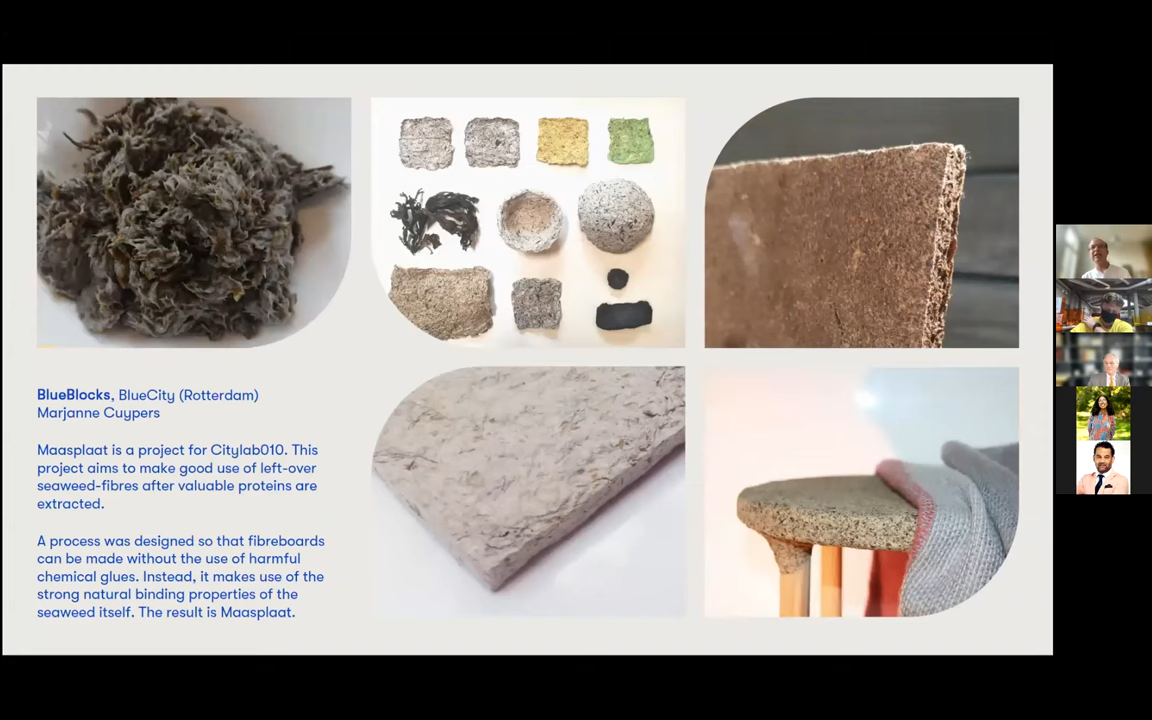 BlueBlocks, BlueCity (Rotterdam)
Marjanne Cuypers
Maasplaat is a project for Citylab010. This
project aims to make good use of left-over
seaweed-fibres after valuable proteins are
extracted.
A process was designed so that fibreboards
can be made without the use of harmful
chemical glues. Instead, it makes use of the
strong natural binding properties of the
seaweed itself. The result is Maasplaat.